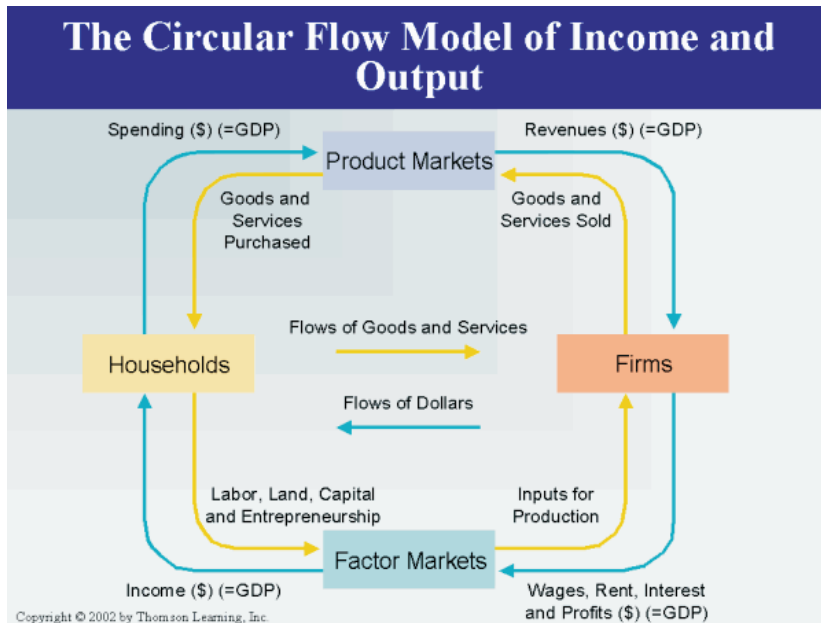 The Circular Flow Model of Income and
Output
Spending ($) (=GDP)
Revenues ($) (=GDP)
Product Markets
Goods and
Services
Purchased
Goods and
Services Sold
Flows of Goods and Services
Households
Firms
Flows of Dollars
Labor, Land, Capital
and Entrepreneurship
Inputs for
Production
Factor Markets
Income ($) (=GDP)
Wages, Rent, Interest
and Profits ($) (=GDP)
Copyright © 2002 by Thomson Learning, Inc.